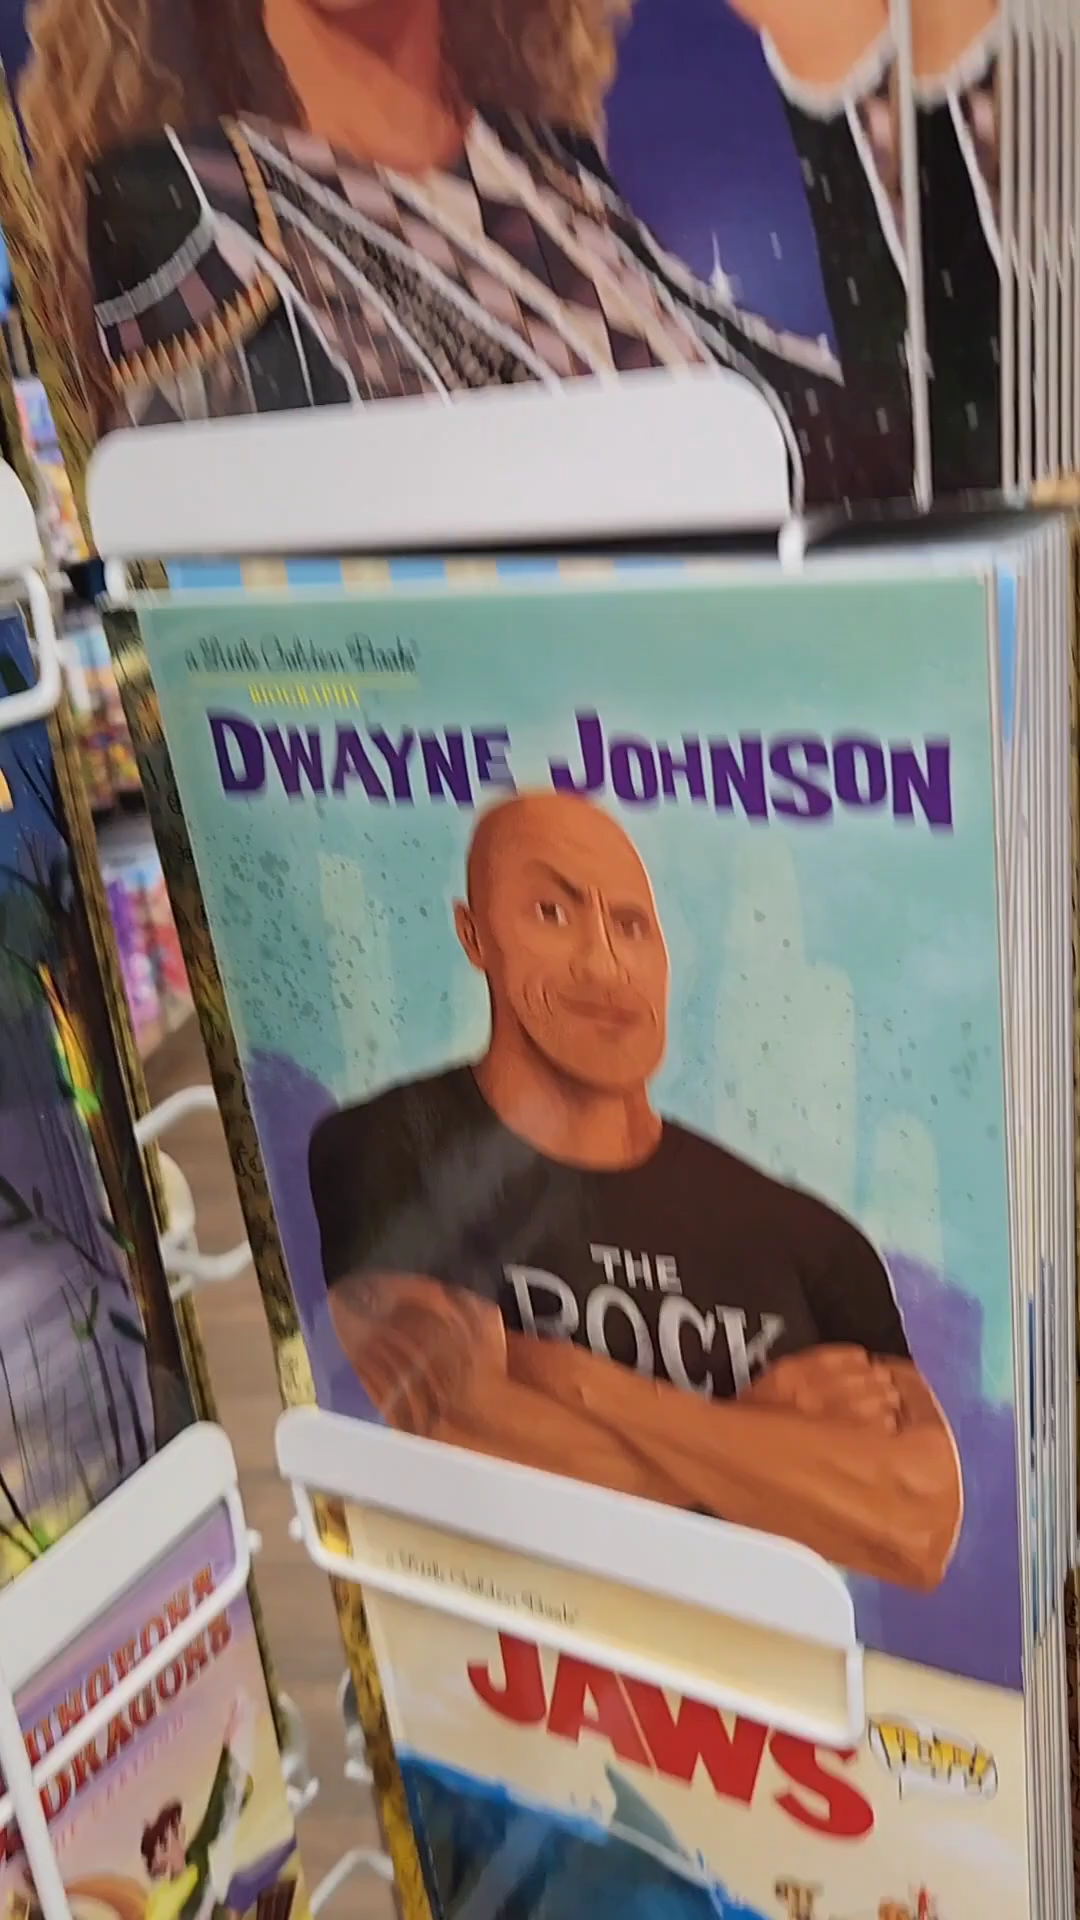 a Little Golden Book®
BIOGRAPHY
DWAYNE JOHNSON
THE
ROCK
a Little Golden Book®
JAWS
DUNGEONS
DRAGONS